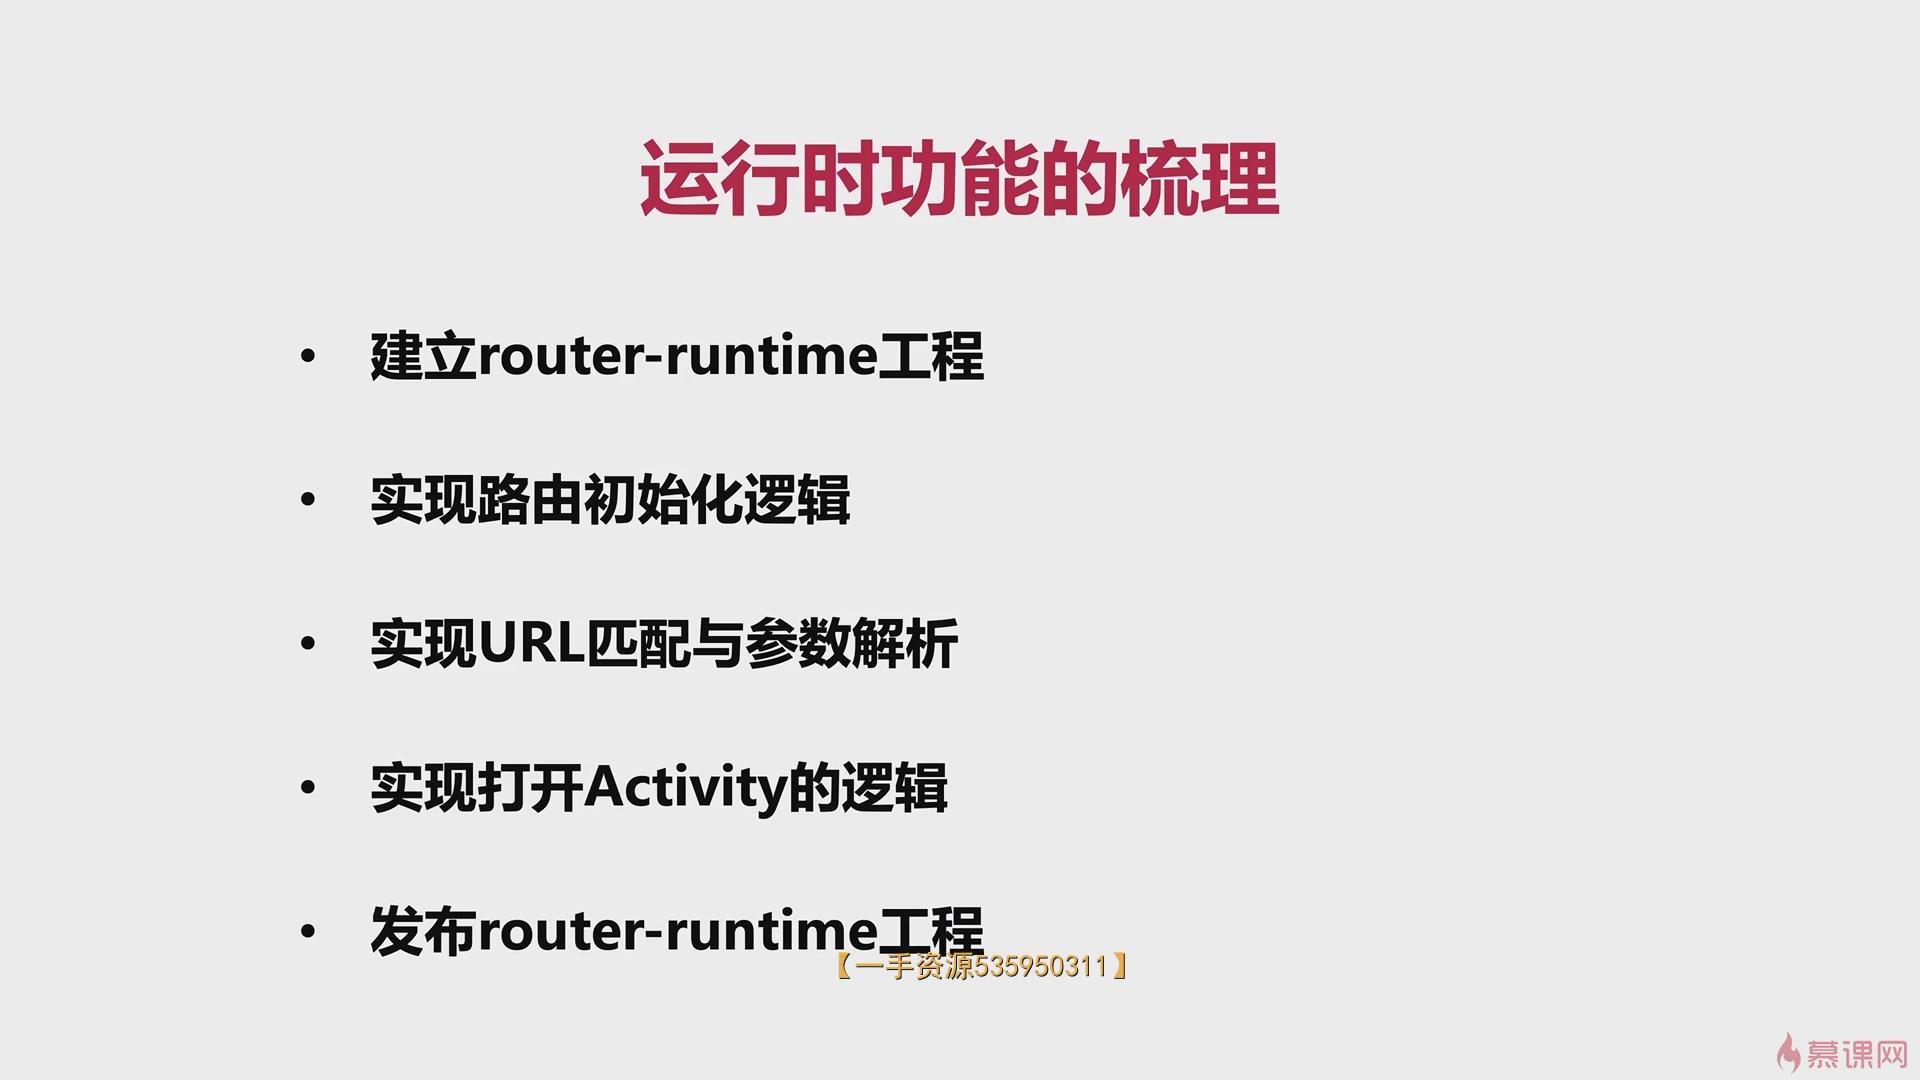 运行时功能的梳理
• 建立router-runtime工程
• 实现路由初始化逻辑
• 实现URL匹配与参数解析
• 实现打开Activity的逻辑
• 发布router-runtime工程
【一手资源535950311】
慕课网